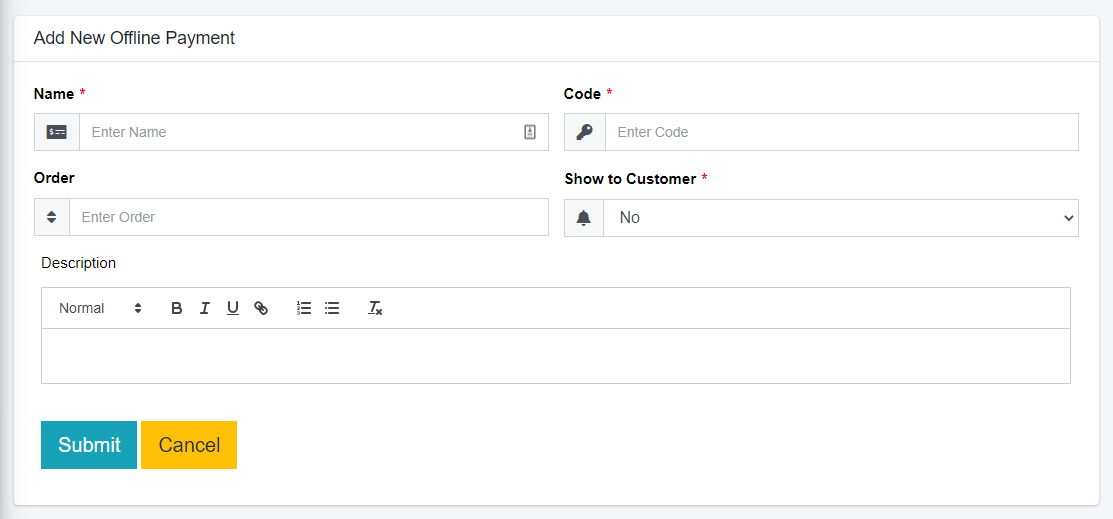 Add New Offline Payment
Name * Code *
Enter Name Enter Code
Order Show to Customer *
Enter Order No
Description
Normal B I U
Submit Cancel